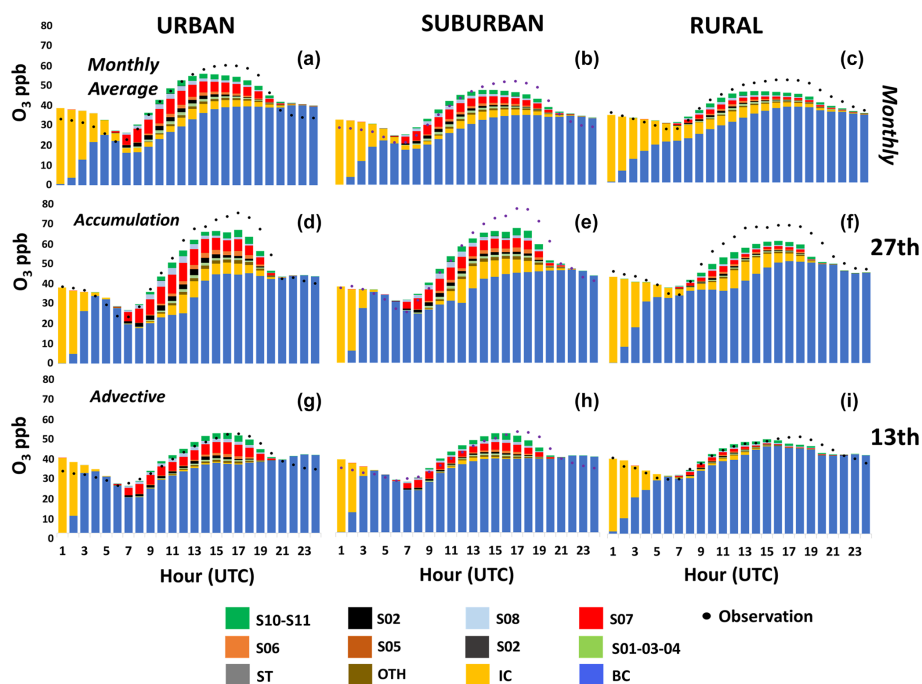 URBAN SUBURBAN RURAL
80
70
60
50
40
30
20
10
0
O3 ppb
Monthly
Average
(a) (b) (c)
Monthly
80
70
60
50
40
30
20
10
0
O3 ppb
Accumulation
(d) (e) (f)
27th
80
70
60
50
40
30
20
10
0
O3 ppb
Advective
(g) (h) (i)
13th
1 3 5 7 9 11 13 15 17 19 21 23 1 3 5 7 9 11 13 15 17 19 21 23 1 3 5 7 9 11 13 15 17 19 21 23
Hour (UTC) Hour (UTC) Hour (UTC)
S10-S11 S02 S08 S07 Observation
S06 S05 S02 S01-03-04
ST OTH IC BC